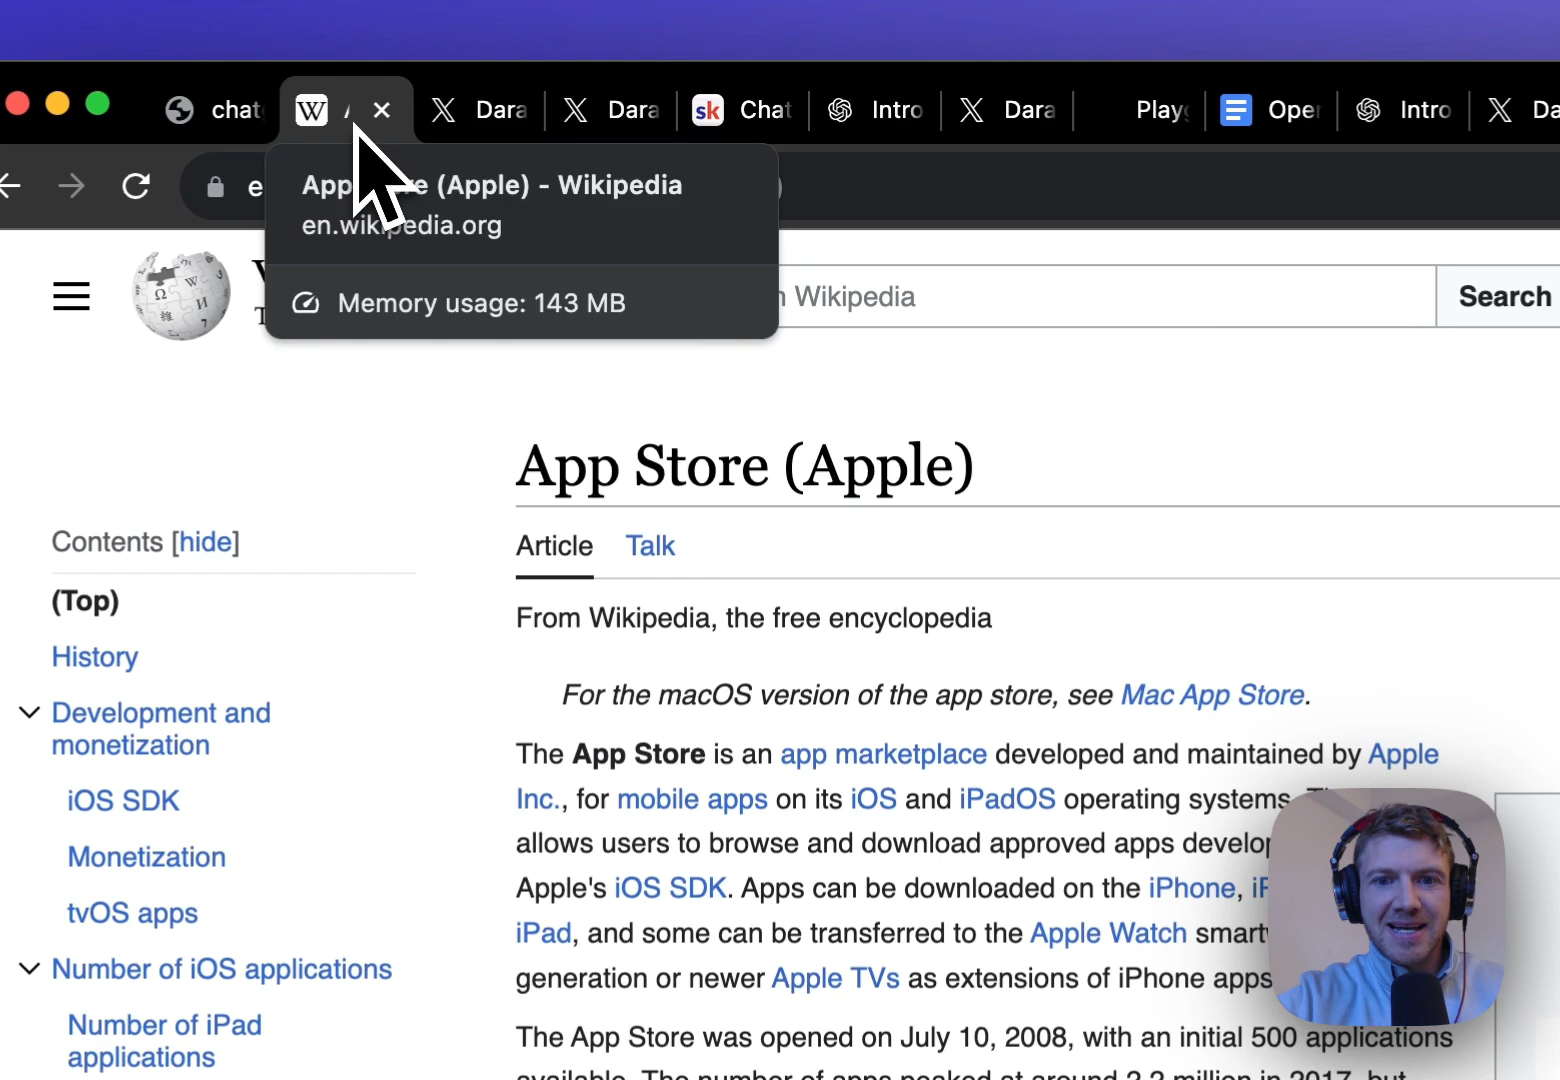 chat
Dara
Dara
sk
Chat
Intro
Dara
Play
Oper
Intro
Da
App (Apple) - Wikipedia
en.wikipedia.org
Memory usage: 143 MB
Wikipedia
Search
App Store (Apple)
Contents [hide]
Article Talk
(Top)
From Wikipedia, the free encyclopedia
History
For the macOS version of the app store, see Mac App Store.
Development and
monetization
The App Store is an app marketplace developed and maintained by Apple
Inc., for mobile apps on its iOS and iPadOS operating systems.
iOS SDK
allows users to browse and download approved apps develop
Monetization
Apple's iOS SDK. Apps can be downloaded on the iPhone,
tvOS apps
iPad, and some can be transferred to the Apple Watch smartw
Number of iOS applications
generation or newer Apple TVs as extensions of iPhone apps
Number of iPad
applications
The App Store was opened on July 10, 2008, with an initial 500 applications